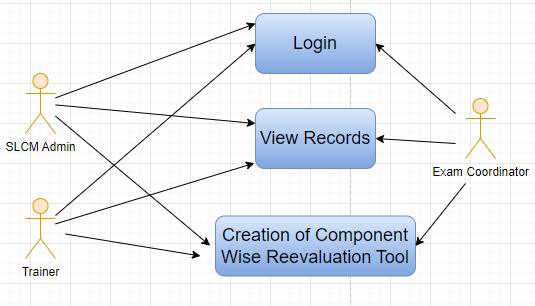 Login
SLCM Admin
View Records
Exam Coordinator
Trainer
Creation of Component
Wise Reevaluation Tool